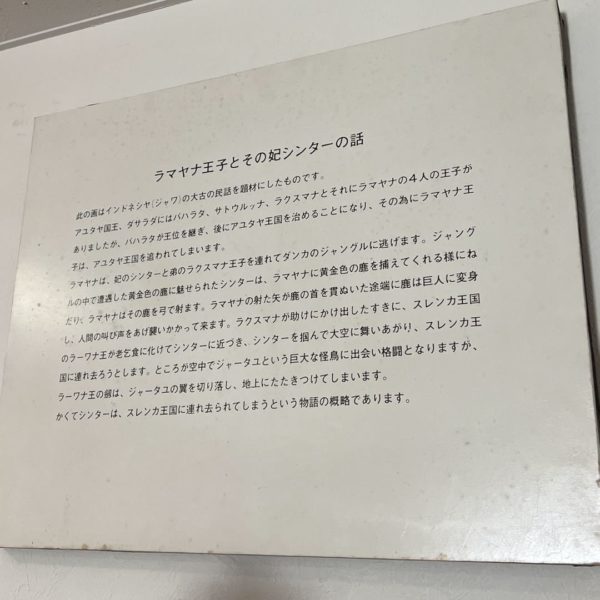 ラマヤナ王子とその妃シンターの話
此の画はインドネシヤ(ジャワ)の太古の民話を題材にしたものです。
アユタヤ国王、ダサラダにはバハラタ、サトウルッナ、ラクスマナとそれにラマヤナの4人の王子が
ありましたが、バハラタが王位を継ぎ、後にアユタヤ王国を治めることになり、その為にラマヤナ王
子は、アユタヤ王国を追われてしまいます。
ラマヤナは、妃のシンターと弟のラクスマナ王子を連れてダンカのジャングルに逃げます。ジャング
ルの中で遭遇した黄金色の鹿に魅せられたシンターは、ラマヤナに黄金色の鹿を捕えてくれる様にね
だり、ラマヤナはその鹿を弓で射ます。ラマヤナの射た矢が鹿の首を貫ぬいた途端に鹿は巨人に変身
し、人間の叫び声をあげ襲いかかって来ます。ラクスマナが助けにかけ出したすきに、スレンカ王国
のラーワナ王が老乞食に化けてシンターに近づき、シンターを掴んで大空に舞いあがり、スレンカ王
国に連れ去ろうとします。ところが空中でジャータユという巨大な怪鳥に出会い格闘となりますが、
ラーワナ王の剱は、ジャータユの翼を切り落し、地上にたたきつけてしまいます。
かくてシンターは、スレンカ王国に連れ去られてしまうという物語の概略であります。